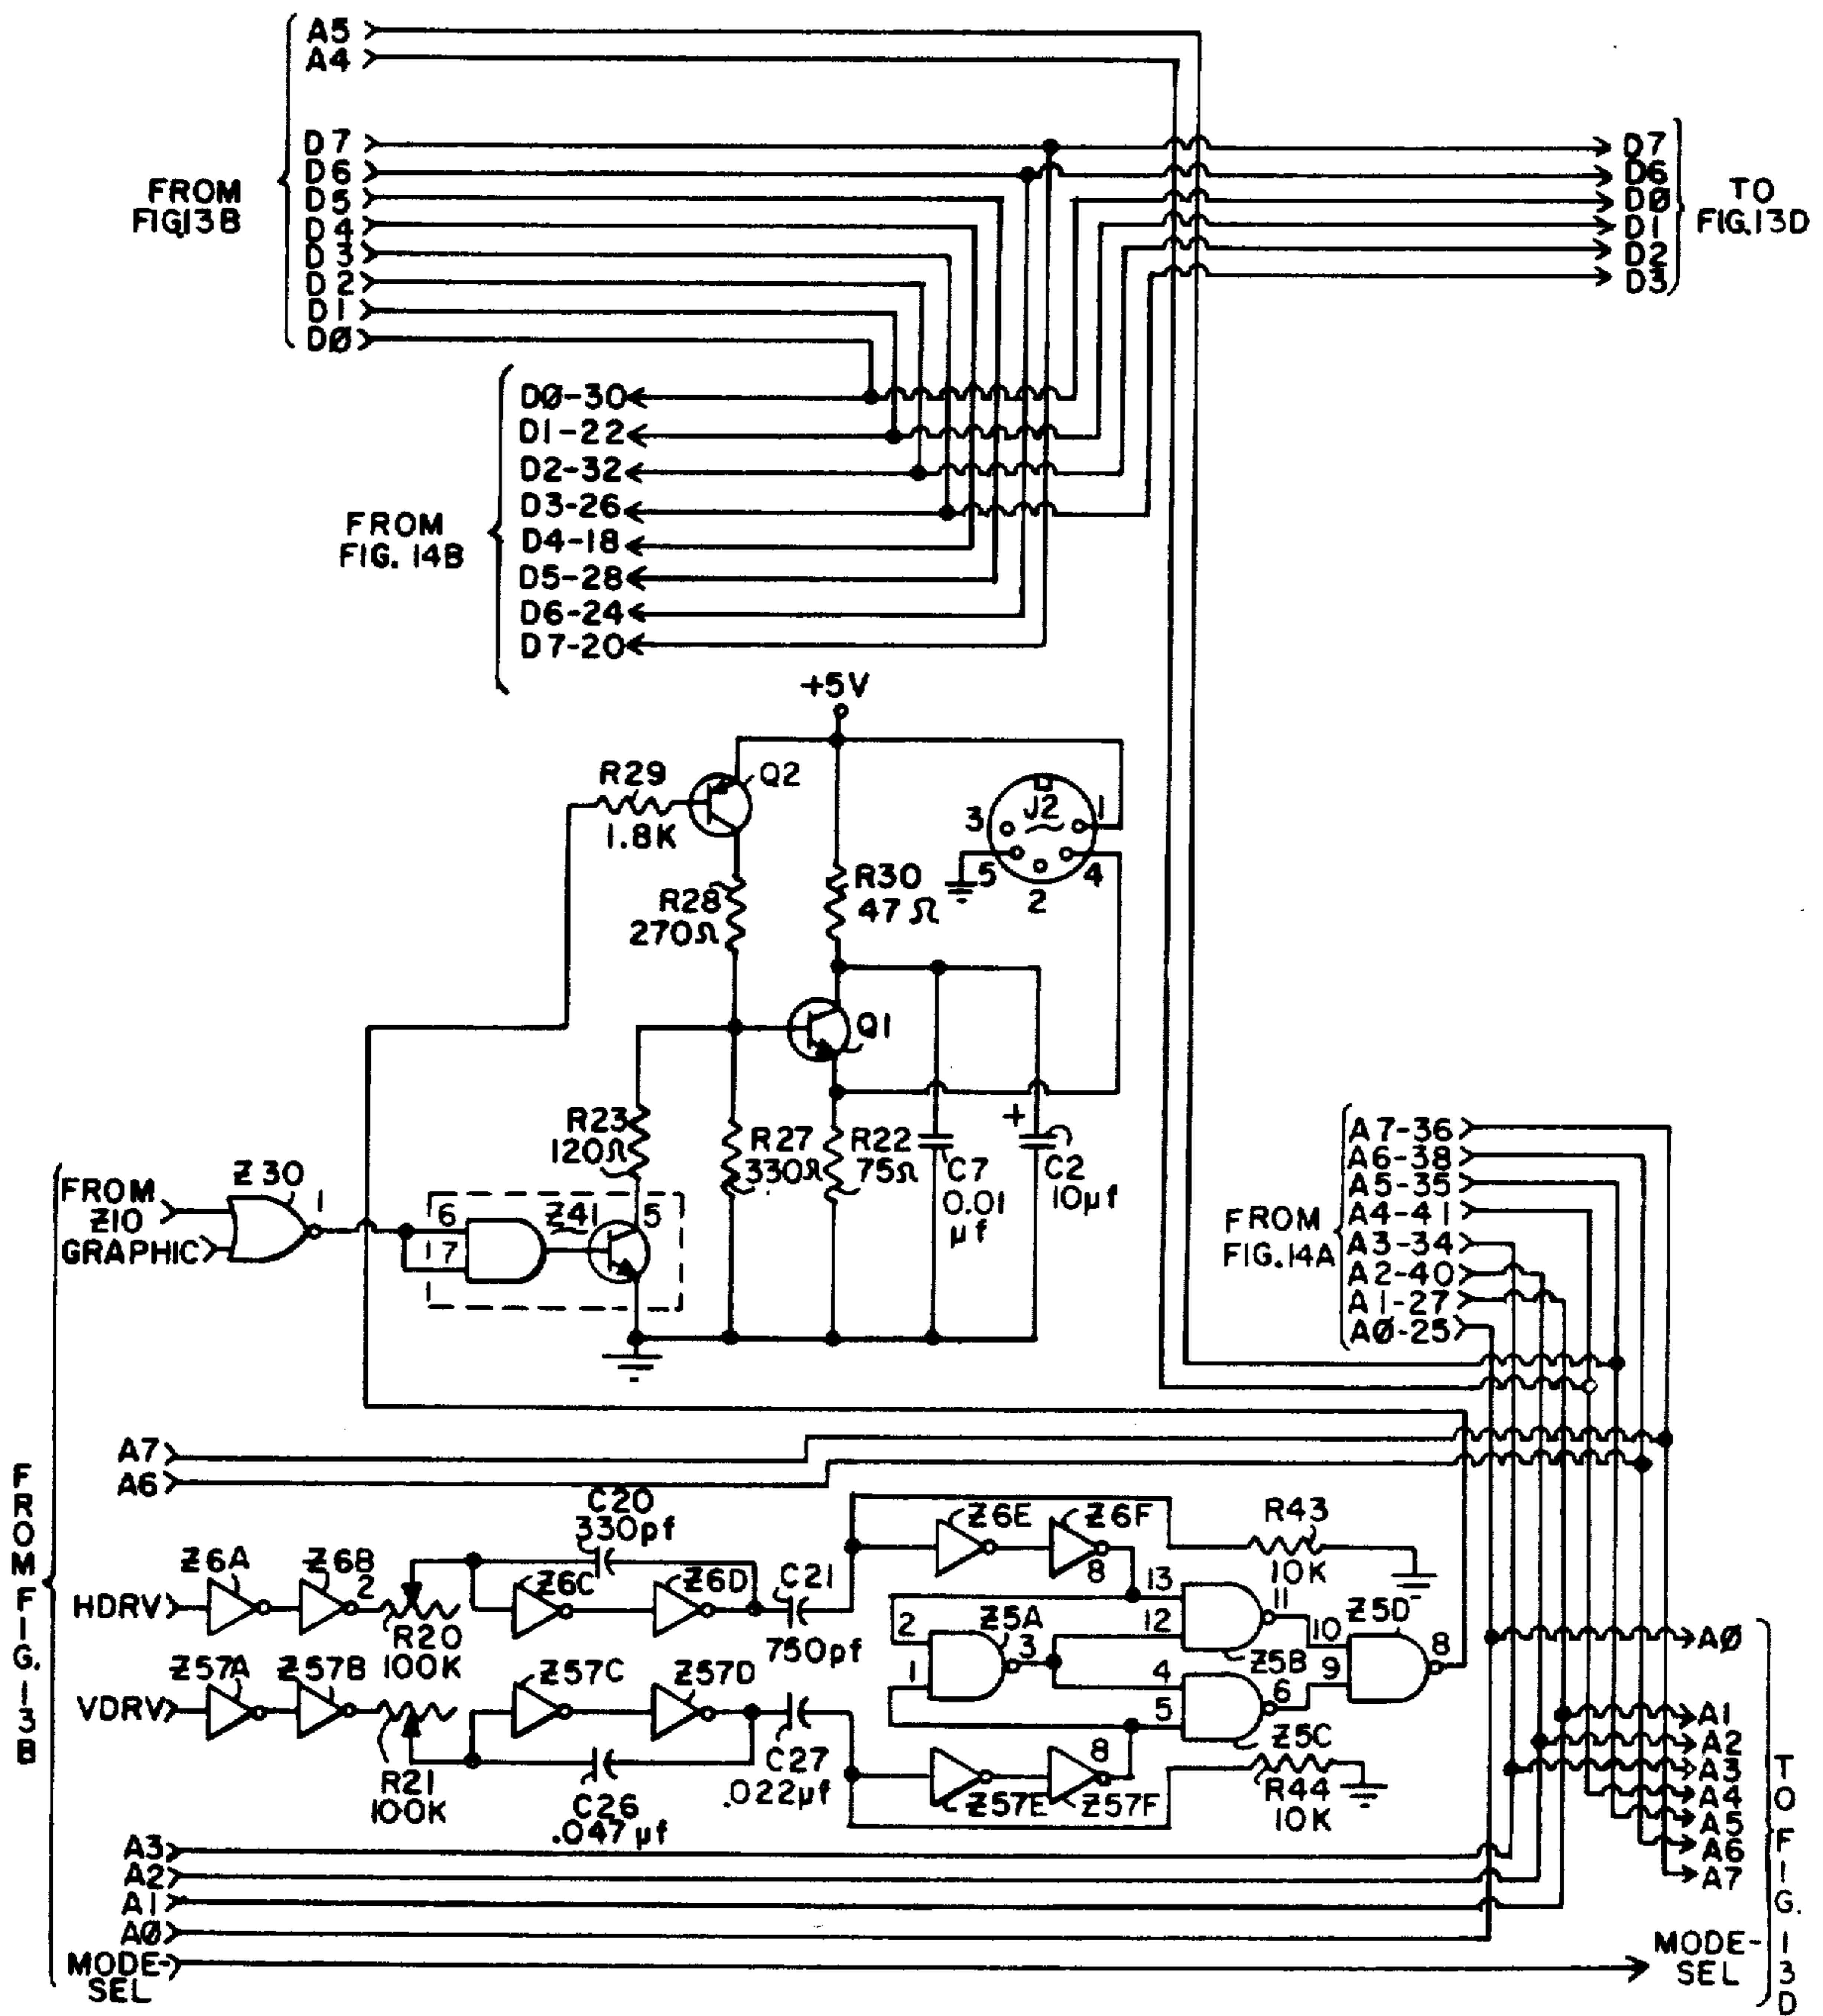 A5
A4
D7
D6
D5
D4
D3
D2
D1
DØ
FROM
FIG.13B
D7
D6
DØ
D1
D2
D3
TO
FIG.13D
DØ-30
D1-22
D2-32
D3-26
D4-18
D5-28
D6-24
D7-20
FROM
FIG. 14B
+5V
R29
1.8K
Q2
J2
3
1
5
4
2
R28
270Ω
R30
47Ω
Q1
R23
120Ω
R27
330Ω
R22
75Ω
C7
0.01
µf
+
C2
10µf
Z30
1
FROM
Z10
GRAPHIC
6
7
Z41
5
A7-36
A6-38
A5-35
A4-41
A3-34
A2-40
A1-27
AØ-25
FROM
FIG.14A
A7
A6
FROM FIG. 13B
C20
330pf
Z6A
Z6B
2
HDRV
R20
100K
Z6C
Z6D
C21
750pf
Z6E
Z6F
8
R43
10K
13
12
11
Z5B
2
1
Z5A
3
10
9
Z5D
8
4
5
6
Z5C
VDRV
Z57A
Z57B
R21
100K
Z57C
Z57D
C26
.047µf
C27
.022µf
8
Z57E
Z57F
R44
10K
AØ
A1
A2
A3
A4
A5
A6
A7
TO FIG. 13D
A3
A2
A1
AØ
MODE-
SEL
MODE-
SEL